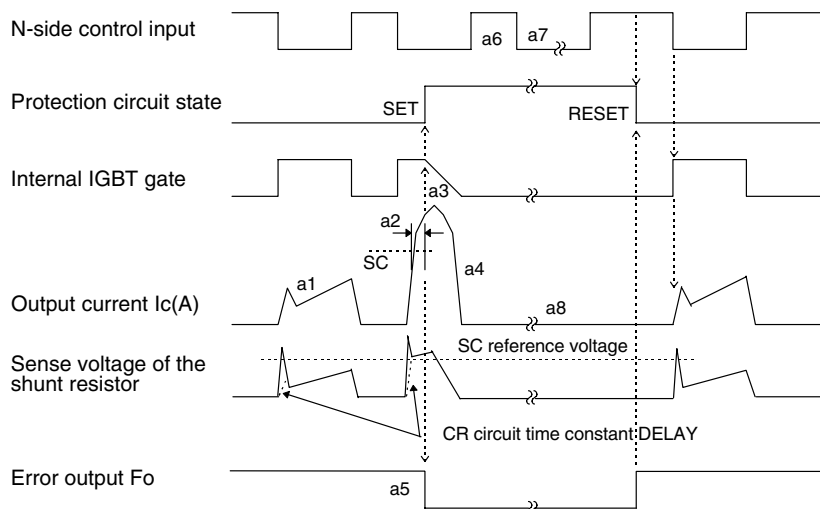 N-side control input
a6
a7
Protection circuit state
SET
RESET
Internal IGBT gate
a3
a2
SC
a4
a1
Output current Ic(A)
a8
SC reference voltage
Sense voltage of the
shunt resistor
CR circuit time constant DELAY
Error output Fo
a5